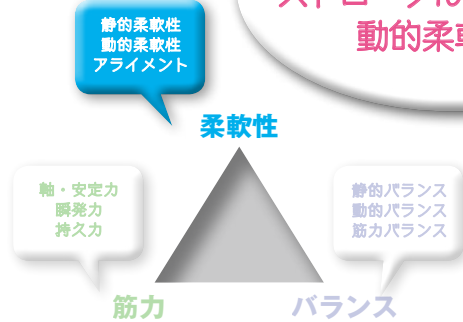 動的柔
静的柔軟性
動的柔軟性
アライメント
柔軟性
軸・安定力
瞬発力
持久力
静的バランス
動的バランス
筋力バランス
筋力
バランス